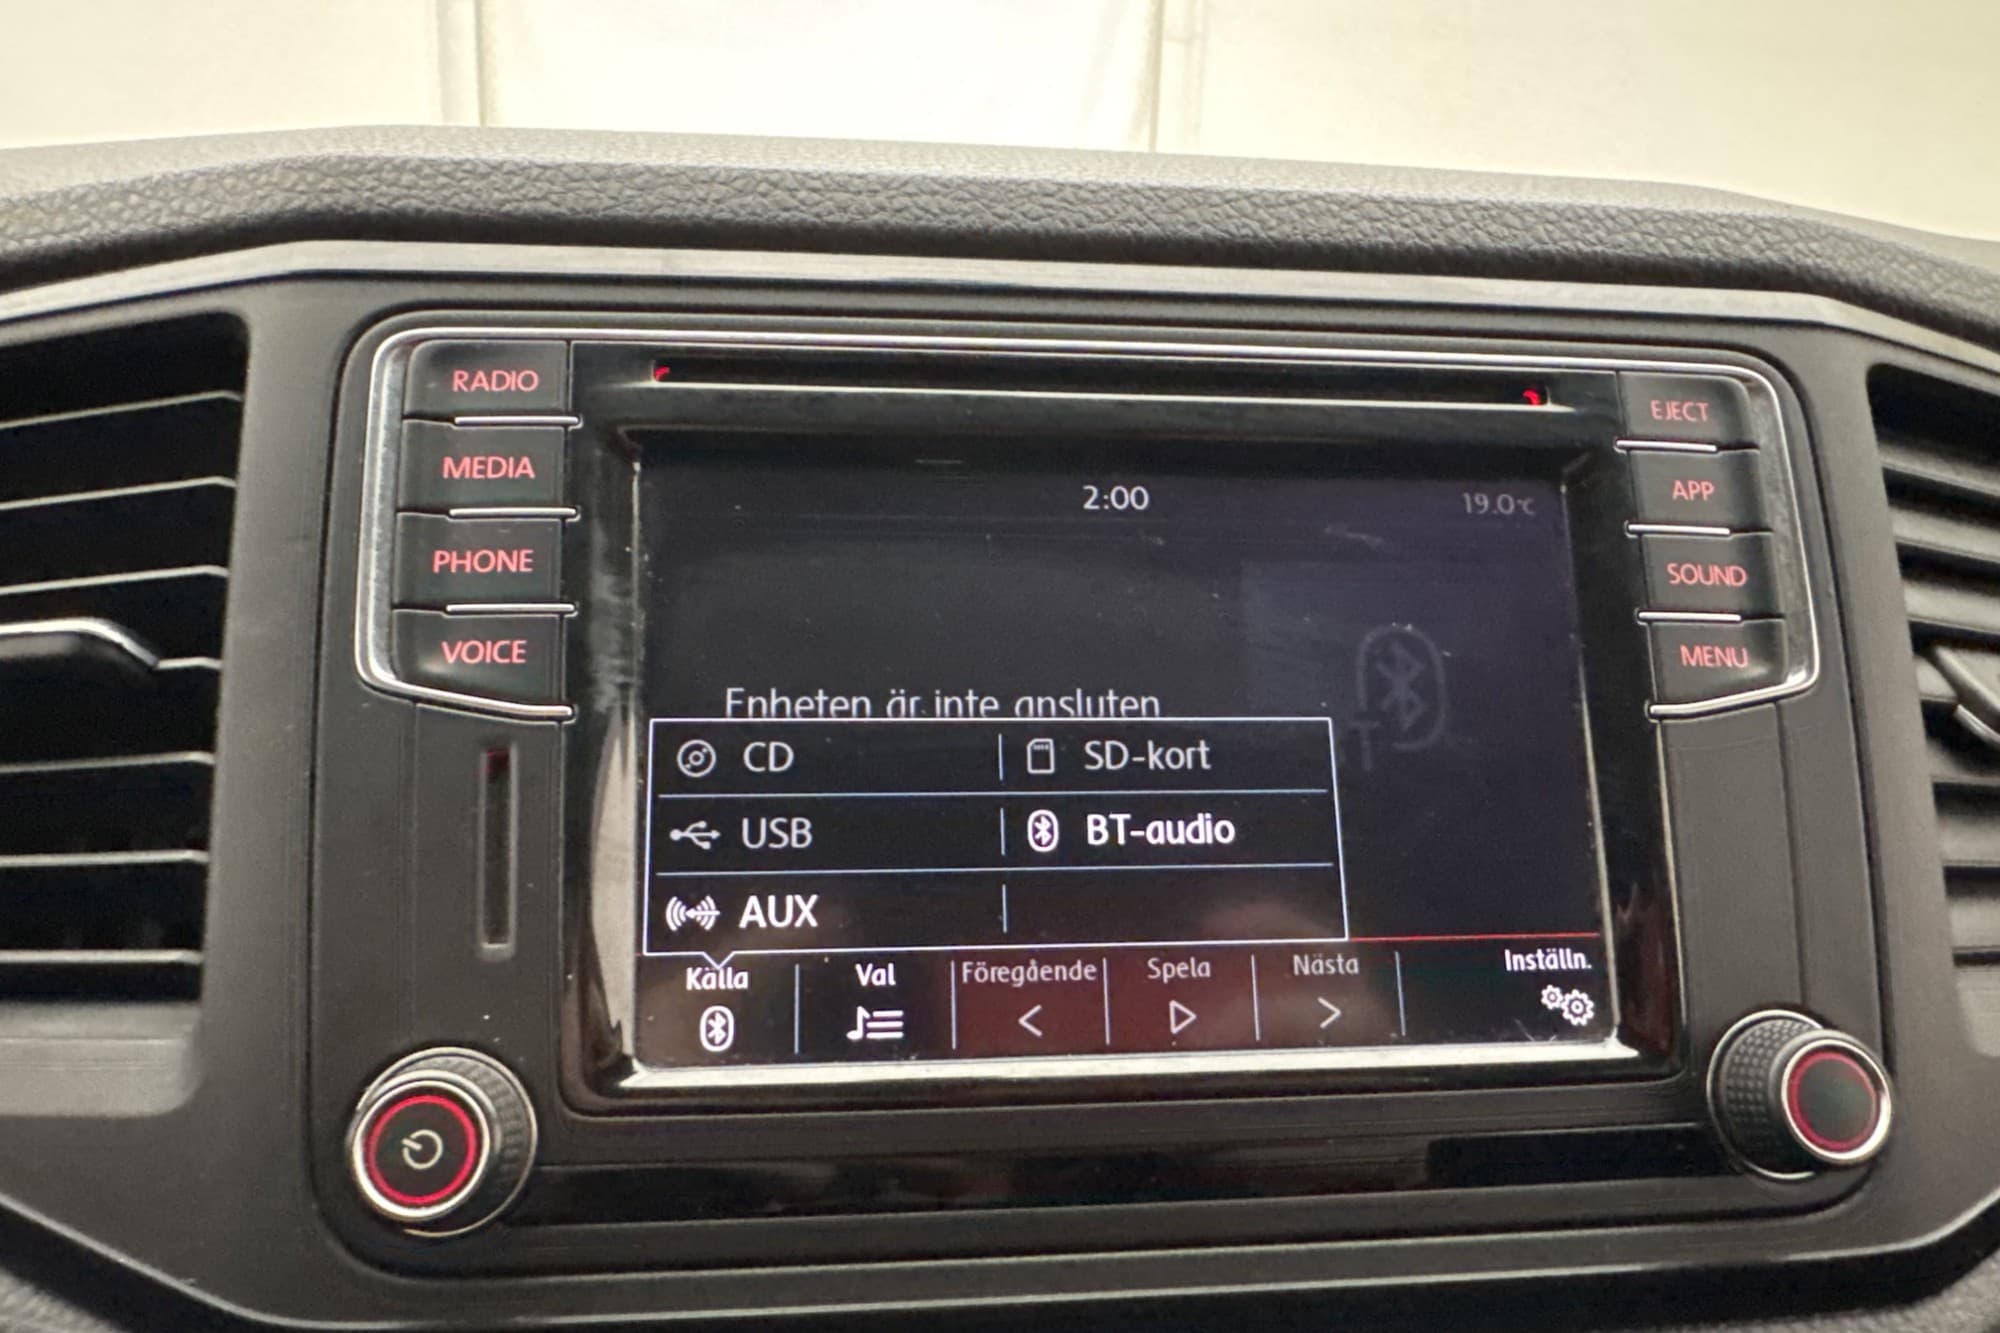 RADIO
MEDIA
PHONE
VOICE
EJECT
APP
SOUND
MENU
2:00
19.0°C
Enheten är inte ansluten
CD
SD-kort
USB
BT-audio
AUX
Källa
Val
Föregående
Spela
Nästa
Inställn.